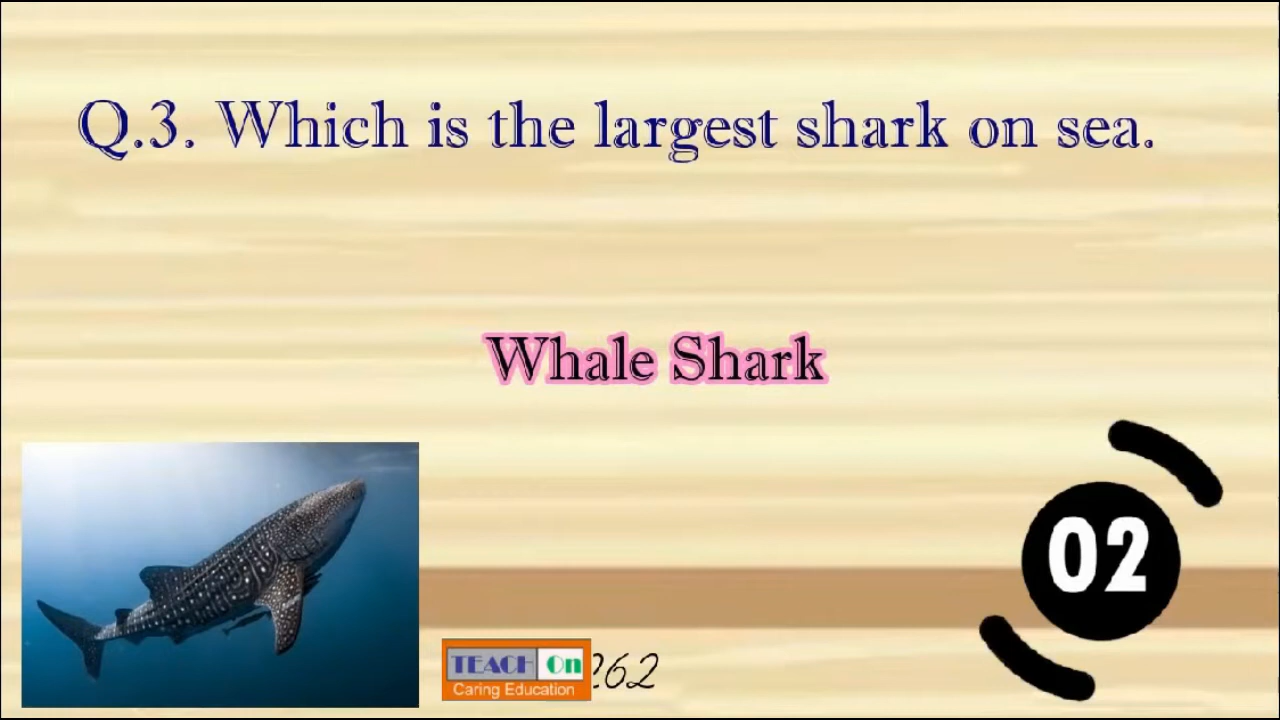 Q.3. Which is the largest shark on sea.
Whale Shark
02
TEACH On
Caring Education
262